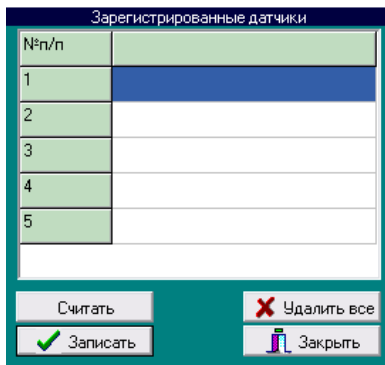 Зарегистрированные датчики
№п/п
1
2
3
4
5
Считать
Удалить все
Записать
Закрыть